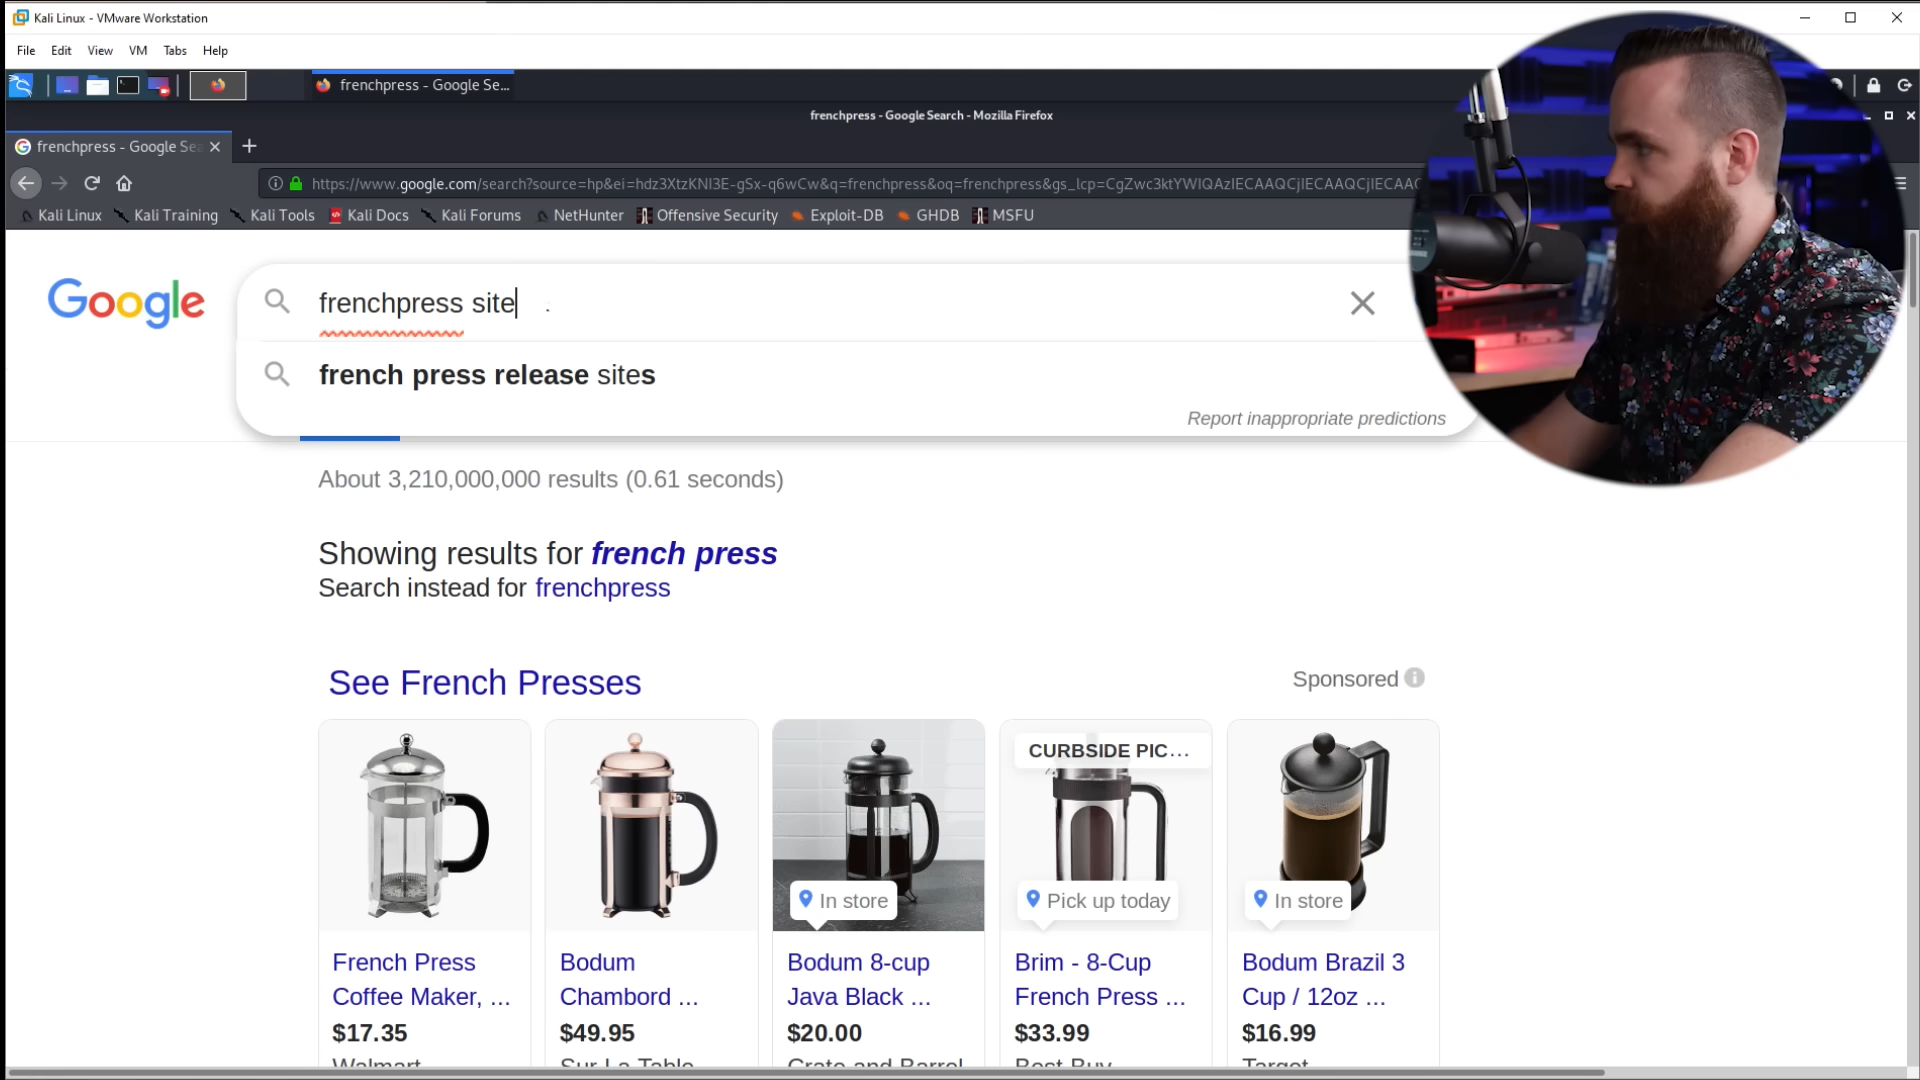 Kali Linux - VMware Workstation
File Edit View VM Tabs Help
frenchpress - Google Se...
frenchpress - Google Search - Mozilla Firefox
frenchpress - Google Sea
https://www.google.com/search?source=hp&ei=hdz3XtzKNI3E-gSx-q6wCw&q=frenchpress&oq=frenchpress&gs_lcp=CgZwc3ktYWIQAzIECAAQCjIECAAQCjIECAAC
Kali Linux Kali Training Kali Tools Kali Docs Kali Forums NetHunter Offensive Security Exploit-DB GHDB MSFU
Google
frenchpress site
french press release sites
Report inappropriate predictions
About 3,210,000,000 results (0.61 seconds)
Showing results for french press
Search instead for frenchpress
See French Presses
Sponsored
CURBSIDE PIC...
In store
Pick up today
In store
French Press
Coffee Maker, ...
$17.35
Walmart
Bodum
Chambord ...
$49.95
Sur La Table
Bodum 8-cup
Java Black ...
$20.00
Crate and Barrel
Brim - 8-Cup
French Press ...
$33.99
Best Buy
Bodum Brazil 3
Cup / 12oz ...
$16.99
Target